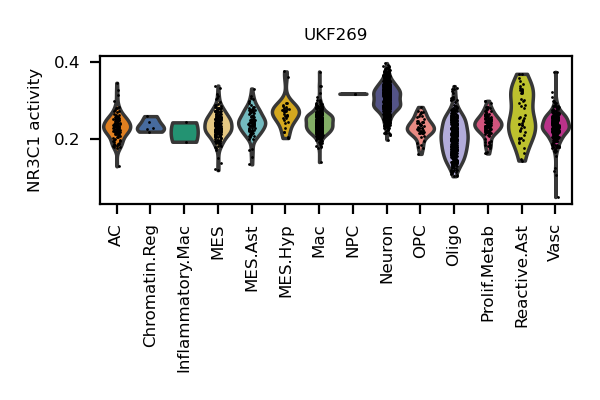 UKF269
NR3C1 activity
0.4
0.2
AC
Chromatin.Reg
Inflammatory.Mac
MES
MES.Ast
MES.Hyp
Mac
NPC
Neuron
OPC
Oligo
Prolif.Metab
Reactive.Ast
Vasc